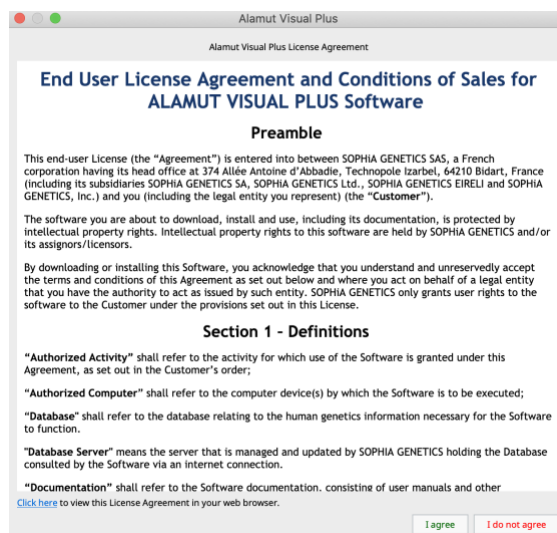 Alamut Visual Plus
Alamut Visual Plus License Agreement
End User License Agreement and Conditions of Sales for
ALAMUT VISUAL PLUS Software
Preamble
This end-user License (the “Agreement”) is entered into between SOPHiA GENETICS SAS, a French
corporation having its head office at 374 Allée Antoine d’Abbadie, Technopole Izarbel, 64210 Bidart, France
(including its subsidiaries SOPHiA GENETICS SA, SOPHiA GENETICS Ltd., SOPHIA GENETICS EIRELI and SOPHiA
GENETICS, Inc.) and you (including the legal entity you represent) (the “Customer”).
The software you are about to download, install and use, including its documentation, is protected by
intellectual property rights. Intellectual property rights to this software are held by SOPHiA GENETICS and/or
its assignors/licensors.
By downloading or installing this Software, you acknowledge that you understand and unreservedly accept
the terms and conditions of this Agreement as set out below and where you act on behalf of a legal entity
that you have the authority to act as issued by such entity. SOPHiA GENETICS only grants user rights to the
software to the Customer under the provisions set out in this License.
Section 1 - Definitions
“Authorized Activity” shall refer to the activity for which use of the Software is granted under this
Agreement, as set out in the Customer’s order;
“Authorized Computer” shall refer to the computer device(s) by which the Software is to be executed;
“Database" shall refer to the database relating to the human genetics information necessary for the Software
to function.
"Database Server" means the server that is managed and updated by SOPHIA GENETICS holding the Database
consulted by the Software via an internet connection.
“Documentation” shall refer to the Software documentation, consisting of user manuals and other
Click here to view this License Agreement in your web browser.
I agree
I do not agree